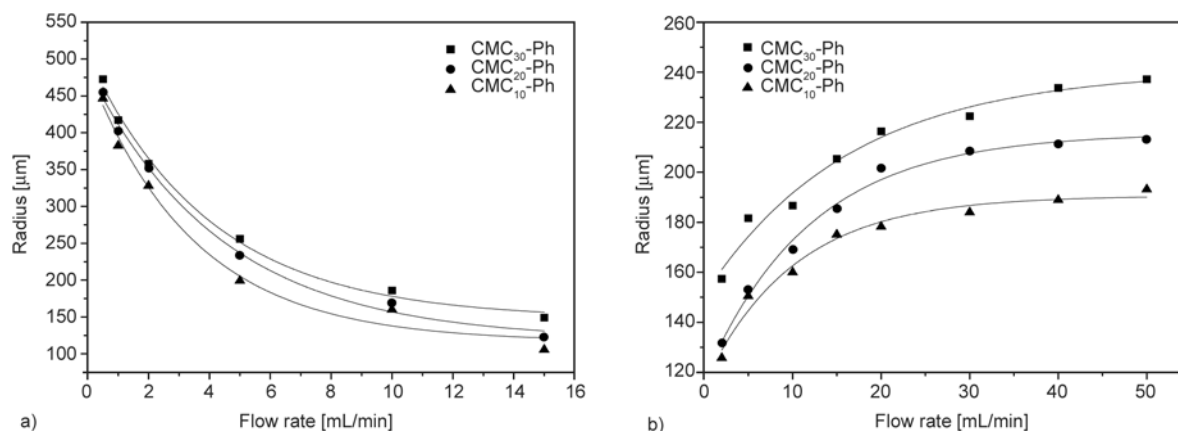 550
500
450
400
350
300
250
200
150
100
Radius [μm]
0 2 4 6 8 10 12 14 16
Flow rate [mL/min]
CMC₃₀-Ph
CMC₂₀-Ph
CMC₁₀-Ph
a)
260
240
220
200
180
160
140
130
120
Radius [μm]
0 10 20 30 40 50
Flow rate [mL/min]
CMC₃₀-Ph
CMC₂₀-Ph
CMC₁₀-Ph
b)